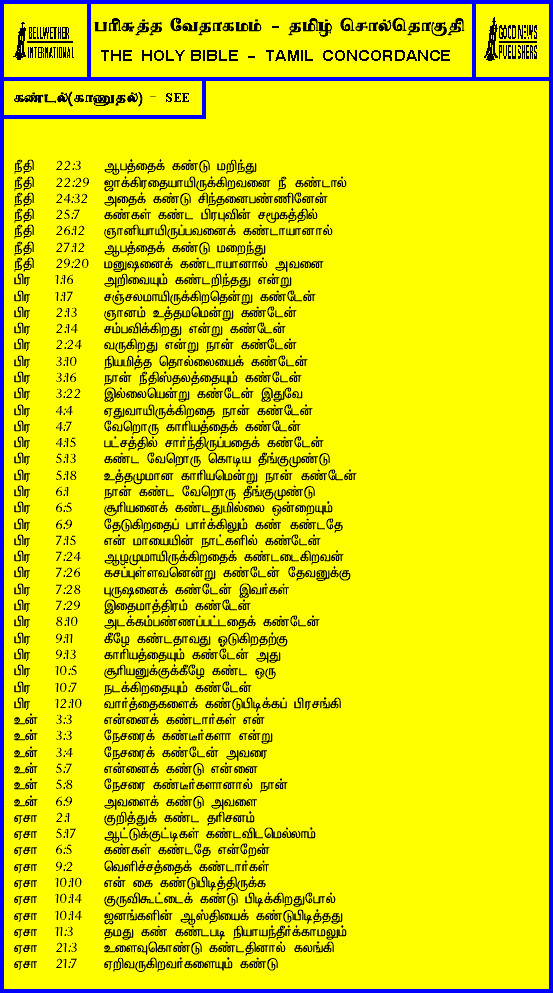 BELLWETHER
INTERNATIONAL
பரிசுத்த வேதாகமம் - தமிழ் சொல்தொகுதி
THE HOLY BIBLE - TAMIL CONCORDANCE
GOOD NEWS
PUBLISHERS
கண்டல்(காணுதல்) - SEE
நீதி 22:3 ஆபத்தைக் கண்டு மறிந்து
நீதி 22:29 ஜாக்கிரதையாயிருக்கிறவனை நீ கண்டால்
நீதி 24:32 அதைக் கண்டு சிந்தனைபண்ணினேன்
நீதி 25:7 கண்கள் கண்ட பிரபுவின் சமூகத்தில்
நீதி 26:12 ஞானியாயிருப்பவனைக் கண்டாயானால்
நீதி 27:12 ஆபத்தைக் கண்டு மறைந்து
நீதி 29:20 மனுஷனைக் கண்டாயானால் அவனை
பிர 1:16 அறிவையும் கண்டறிந்தது என்று
பிர 1:17 சஞ்சலமாயிருக்கிறதென்று கண்டேன்
பிர 2:13 ஞானம் உத்தமமென்று கண்டேன்
பிர 2:14 சம்பவிக்கிறது என்று கண்டேன்
பிர 2:24 வருகிறது என்று நான் கண்டேன்
பிர 3:10 நியமித்த தொல்லையைக் கண்டேன்
பிர 3:16 நான் நீதிஸ்தலத்தையும் கண்டேன்
பிர 3:22 இல்லையென்று கண்டேன் இதுவே
பிர 4:4 ஏதுவாயிருக்கிறதை நான் கண்டேன்
பிர 4:7 வேறொரு காரியத்தைக் கண்டேன்
பிர 4:15 பட்சத்தில் சார்ந்திருப்பதைக் கண்டேன்
பிர 5:13 கண்ட வேறொரு கொடிய தீங்குமுண்டு
பிர 5:18 உத்தமுமான காரியமென்று நான் கண்டேன்
பிர 6:1 நான் கண்ட வேறொரு தீங்குமுண்டு
பிர 6:5 சூரியனைக் கண்டதுமில்லை ஒன்றையும்
பிர 6:9 தேடுகிறதைப் பார்க்கிலும் கண் கண்டதே
பிர 7:15 என் மாயையின் நாட்களில் கண்டேன்
பிர 7:24 ஆழமுமாயிருக்கிறதைக் கண்டடைகிறவன்
பிர 7:26 கசப்புள்ளவளென்று கண்டேன் தேவனுக்கு
பிர 7:28 புருஷனைக் கண்டேன் இவர்கள்
பிர 7:29 இதைமாத்திரம் கண்டேன்
பிர 8:10 அடக்கம்பண்ணப்பட்டதைக் கண்டேன்
பிர 9:11 கீழே கண்டதாவது ஓடுகிறதற்கு
பிர 9:13 காரியத்தையும் கண்டேன் அது
பிர 10:5 சூரியனுக்குக்கீழே கண்ட ஒரு
பிர 10:7 நடக்கிறதையும் கண்டேன்
பிர 12:10 வார்த்தைகளைக் கண்டுபிடிக்கப் பிரசங்கி
உன் 3:3 என்னைக் கண்டார்கள் என்
உன் 3:3 நேசரைக் கண்டீர்களா என்று
உன் 3:4 நேசரைக் கண்டேன் அவரை
உன் 5:7 என்னைக் கண்டு என்னை
உன் 5:8 நேசரை கண்டீர்களானால் நான்
உன் 6:9 அவளைக் கண்டு அவளை
ஏசா 2:1 குறித்துக் கண்ட தரிசனம்
ஏசா 5:17 ஆட்டுக்குட்டிகள் கண்டவிடமெல்லாம்
ஏசா 6:5 கண்கள் கண்டதே என்றேன்
ஏசா 9:2 வெளிச்சத்தைக் கண்டார்கள்
ஏசா 10:10 என் கை கண்டுபிடித்திருக்க
ஏசா 10:14 குருவிகூட்டைக் கண்டு பிடிக்கிறதுபோல்
ஏசா 10:14 ஜனங்களின் ஆஸ்தியைக் கண்டுபிடித்தது
ஏசா 11:3 தமது கண் கண்டபடி நியாயந்தீர்க்காமலும்
ஏசா 21:3 உளைவுகொண்டு கண்டதினால் கலங்கி
ஏசா 21:7 ஏறிவருகிறவர்களையும் கண்டு